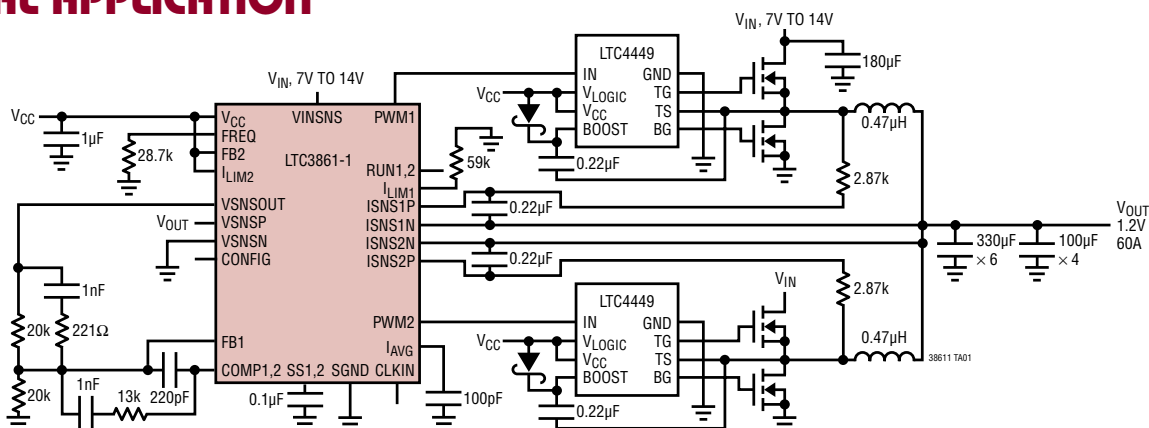 AL APPLICATION
VIN, 7V TO 14V
LTC4449
IN
GND
VLOGIC
TG
VCC
TS
BOOST
BG
VCC
180µF
0.47µH
0.22µF
2.87k
VIN, 7V TO 14V
VCC
1µF
28.7k
VCC
FREQ
FB2
ILIM2
VSNSOUT
VSNSP
VSNSN
CONFIG
FB1
COMP1,2
SS1,2
SGND
CLKIN
VINSNS
PWM1
LTC3861-1
RUN1,2
ILIM1
ISNS1P
ISNS1N
ISNS2N
ISNS2P
PWM2
IAVG
59k
0.22µF
0.22µF
VOUT
1nF
221Ω
20k
20k
1nF
13k
220pF
0.1µF
100pF
VOUT
1.2V
60A
330µF
× 6
100µF
× 4
VIN
2.87k
LTC4449
IN
GND
VLOGIC
TG
VCC
TS
BOOST
BG
VCC
0.22µF
0.47µH
38611 TA01